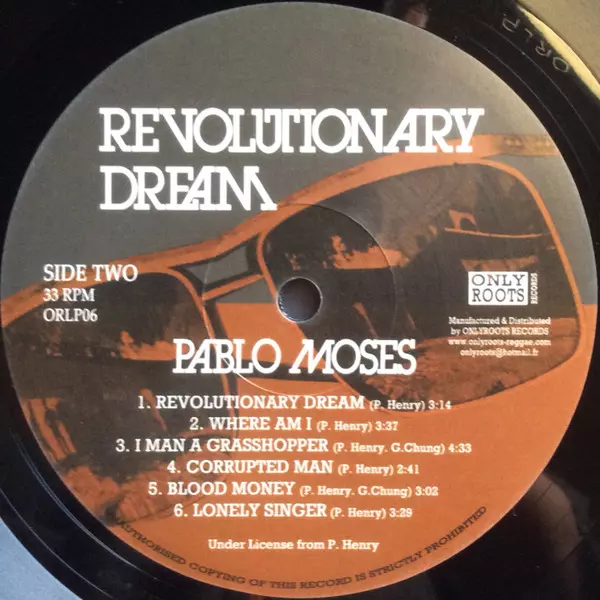 ORLP
REVOLUTIONARY
DREAM
SIDE TWO
33 RPM
ORLP06
ONLY
ROOTS
RECORDS
Manufactured & Distributed
by ONLYROOTS RECORDS
www.onlyroots-reggae.com
onlyroots@hotmail.fr
PABLO MOSES
1. REVOLUTIONARY DREAM (P. Henry) 3:14
2. WHERE AM I (P. Henry) 3:37
3. I MAN A GRASSHOPPER (P. Henry. G.Chung) 4:33
4. CORRUPTED MAN (P. Henry) 2:41
5. BLOOD MONEY (P. Henry. G.Chung) 3:02
6. LONELY SINGER (P. Henry) 3:29
Under License from P. Henry
AUTHORISED COPYING OF THIS RECORD IS STRICTLY PROHIBITED